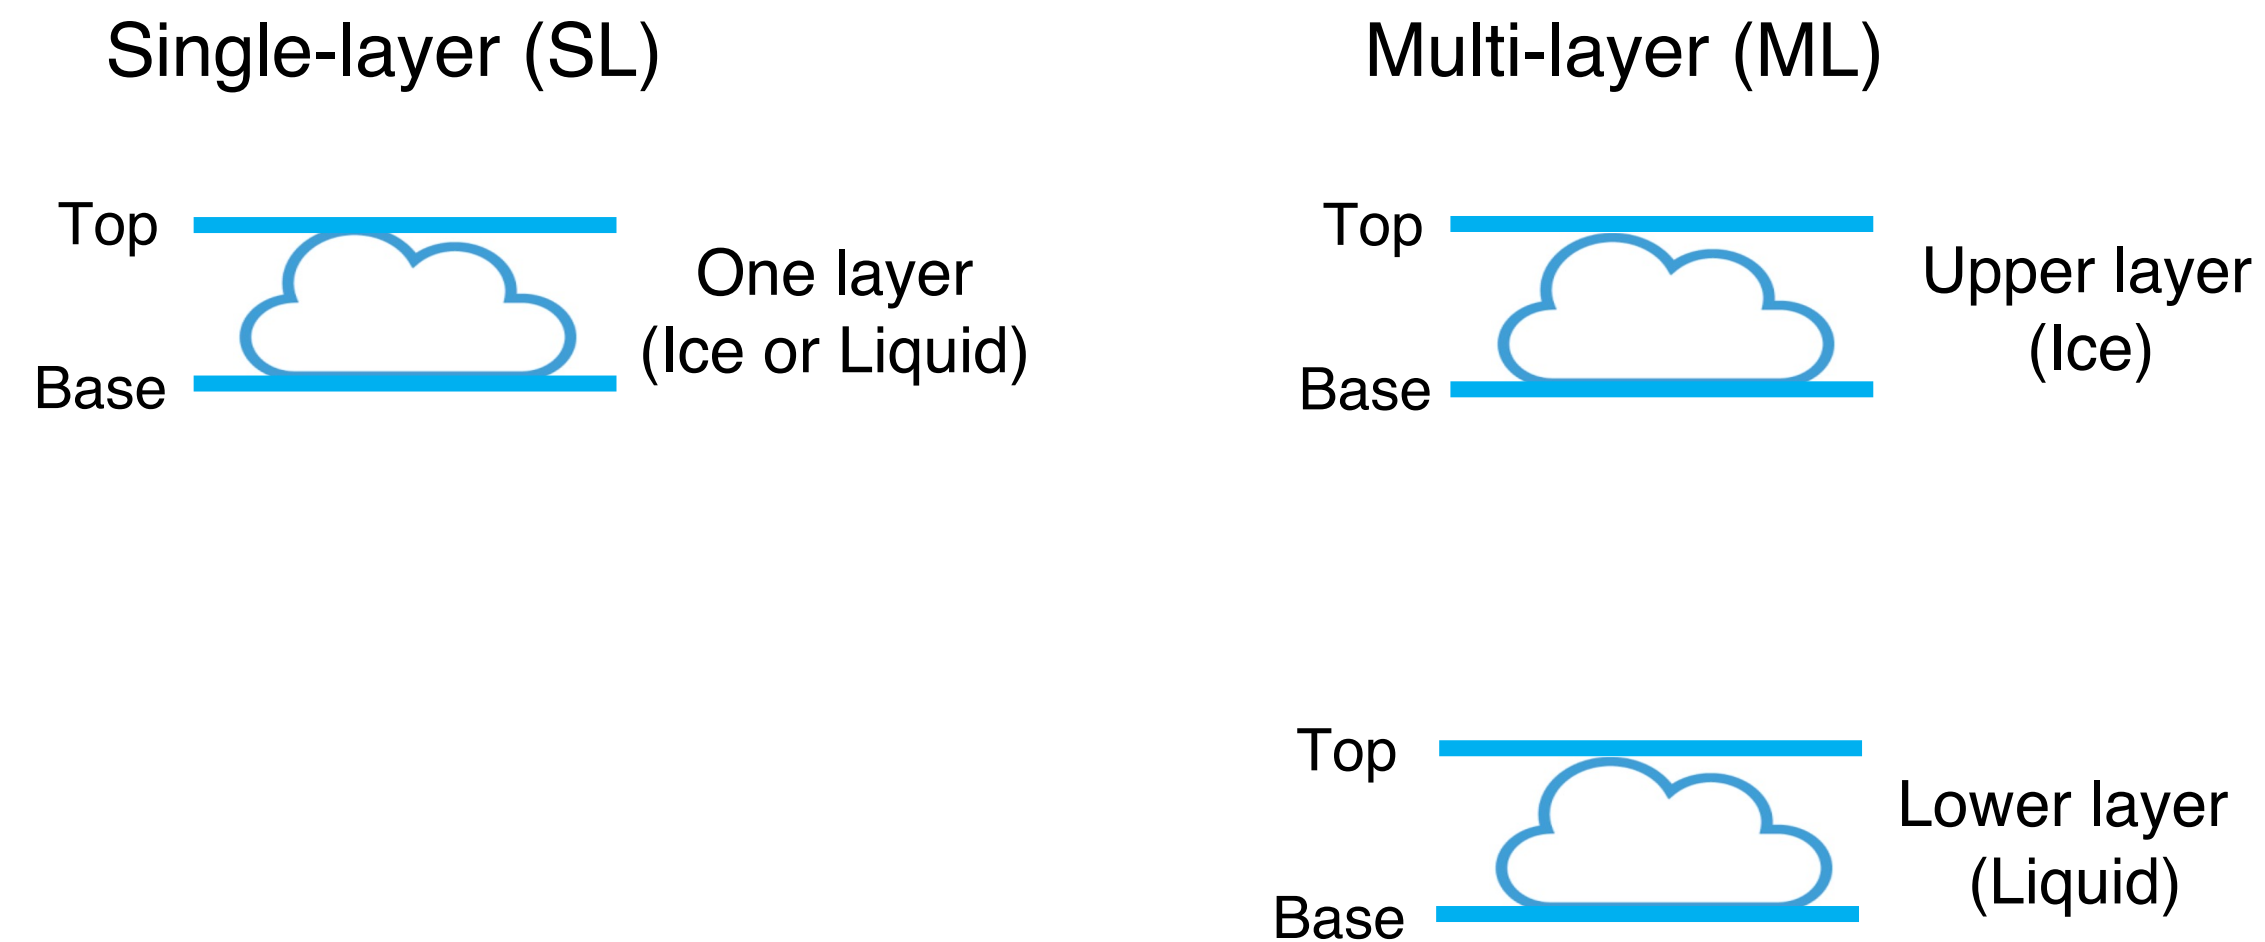 Single-layer (SL)
Top
One layer
(Ice or Liquid)
Base
Multi-layer (ML)
Top
Upper layer
(Ice)
Base
Top
Lower layer
(Liquid)
Base